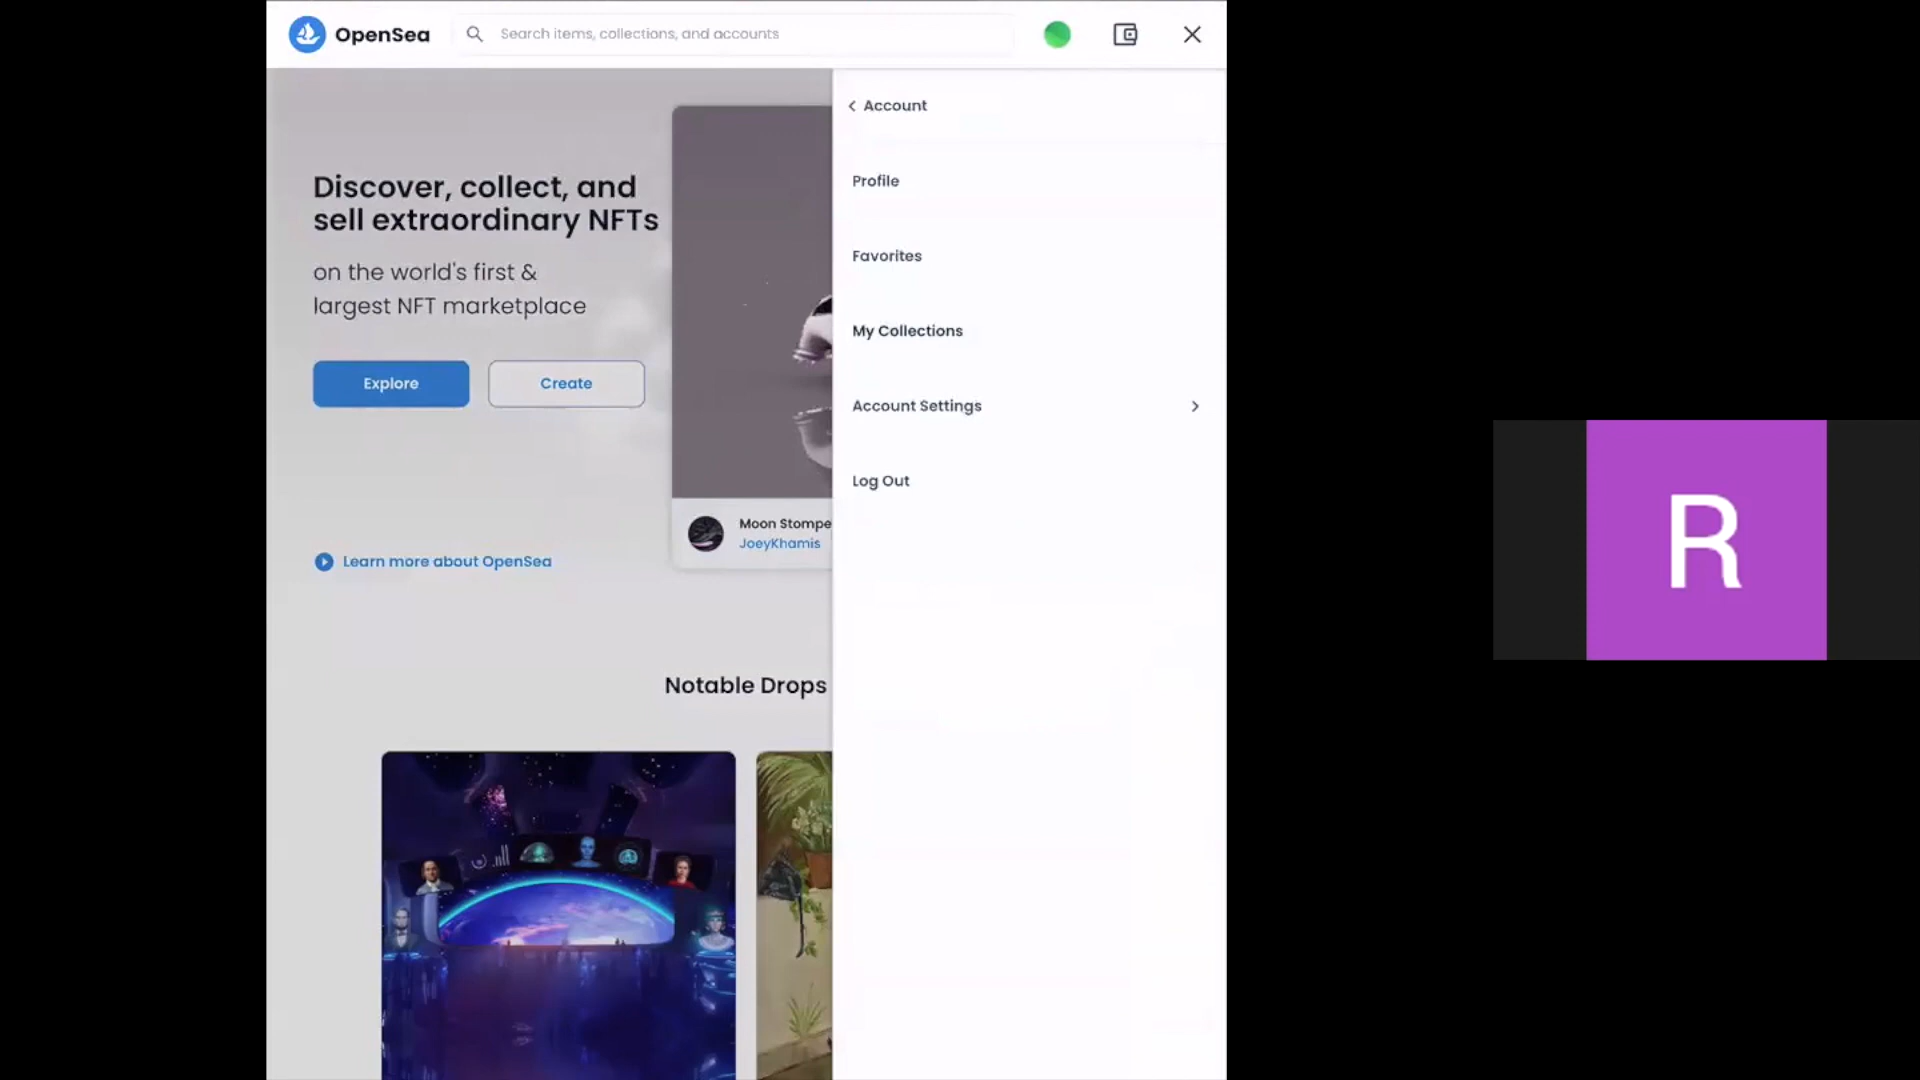 OpenSea
Search items, collections, and accounts
Account
Profile
Favorites
My Collections
Account Settings
Log Out
Discover, collect, and
sell extraordinary NFTs
on the world's first &
largest NFT marketplace
Explore
Create
Moon Stompe
JoeyKhamis
Learn more about OpenSea
Notable Drops
R